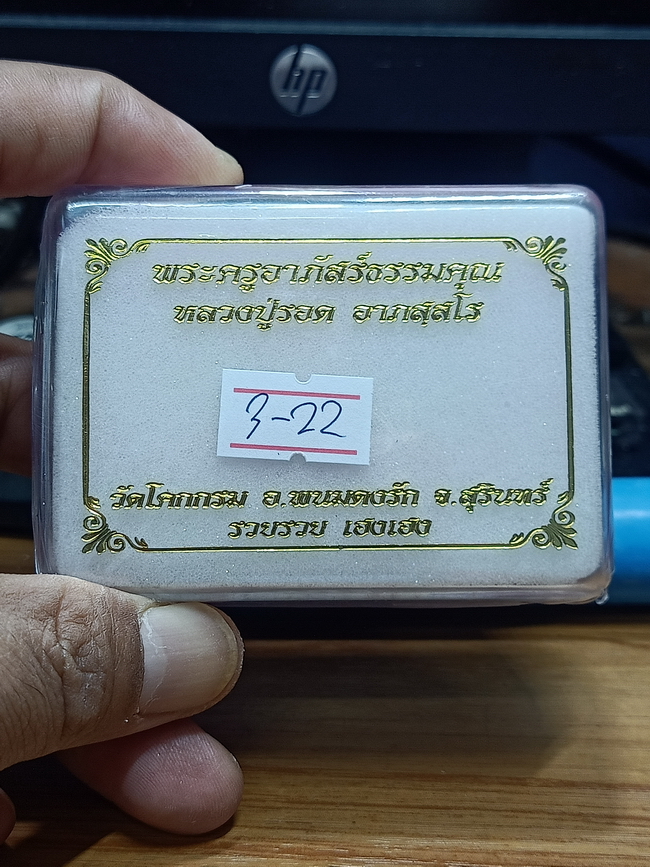 hp
พระครูอาภัสร์ธรรมคุณ
หลวงปู่รอด อาภสฺสโร
3-22
วัดโคกกรม อ.พนมดงรัก จ.สุรินทร์
รวยรวย เฮงเฮง